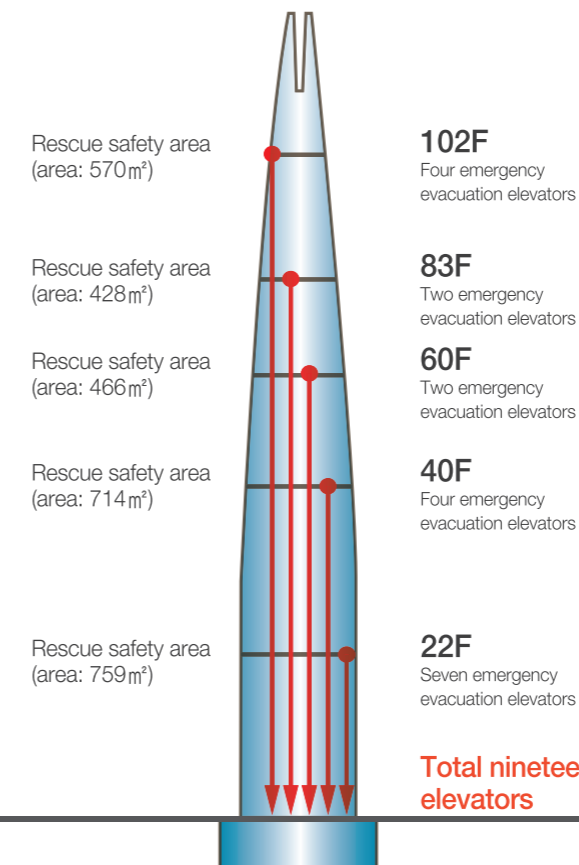 Rescue safety area
(area: 570㎡)
102F
Four emergency
evacuation elevators
Rescue safety area
(area: 428㎡)
83F
Two emergency
evacuation elevators
Rescue safety area
(area: 466㎡)
60F
Two emergency
evacuation elevators
Rescue safety area
(area: 714㎡)
40F
Four emergency
evacuation elevators
Rescue safety area
(area: 759㎡)
22F
Seven emergency
evacuation elevators
Total
elevators